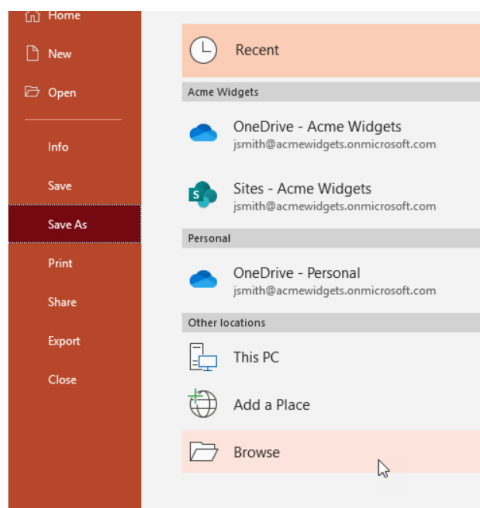 Home
New
Open
Info
Save
Save As
Print
Share
Export
Close
Recent
Acme Widgets
OneDrive - Acme Widgets
jsmith@acmewidgets.onmicrosoft.com
S
Sites - Acme Widgets
jsmith@acmewidgets.onmicrosoft.com
Personal
OneDrive - Personal
jsmith@acmewidgets.onmicrosoft.com
Other locations
This PC
Add a Place
Browse